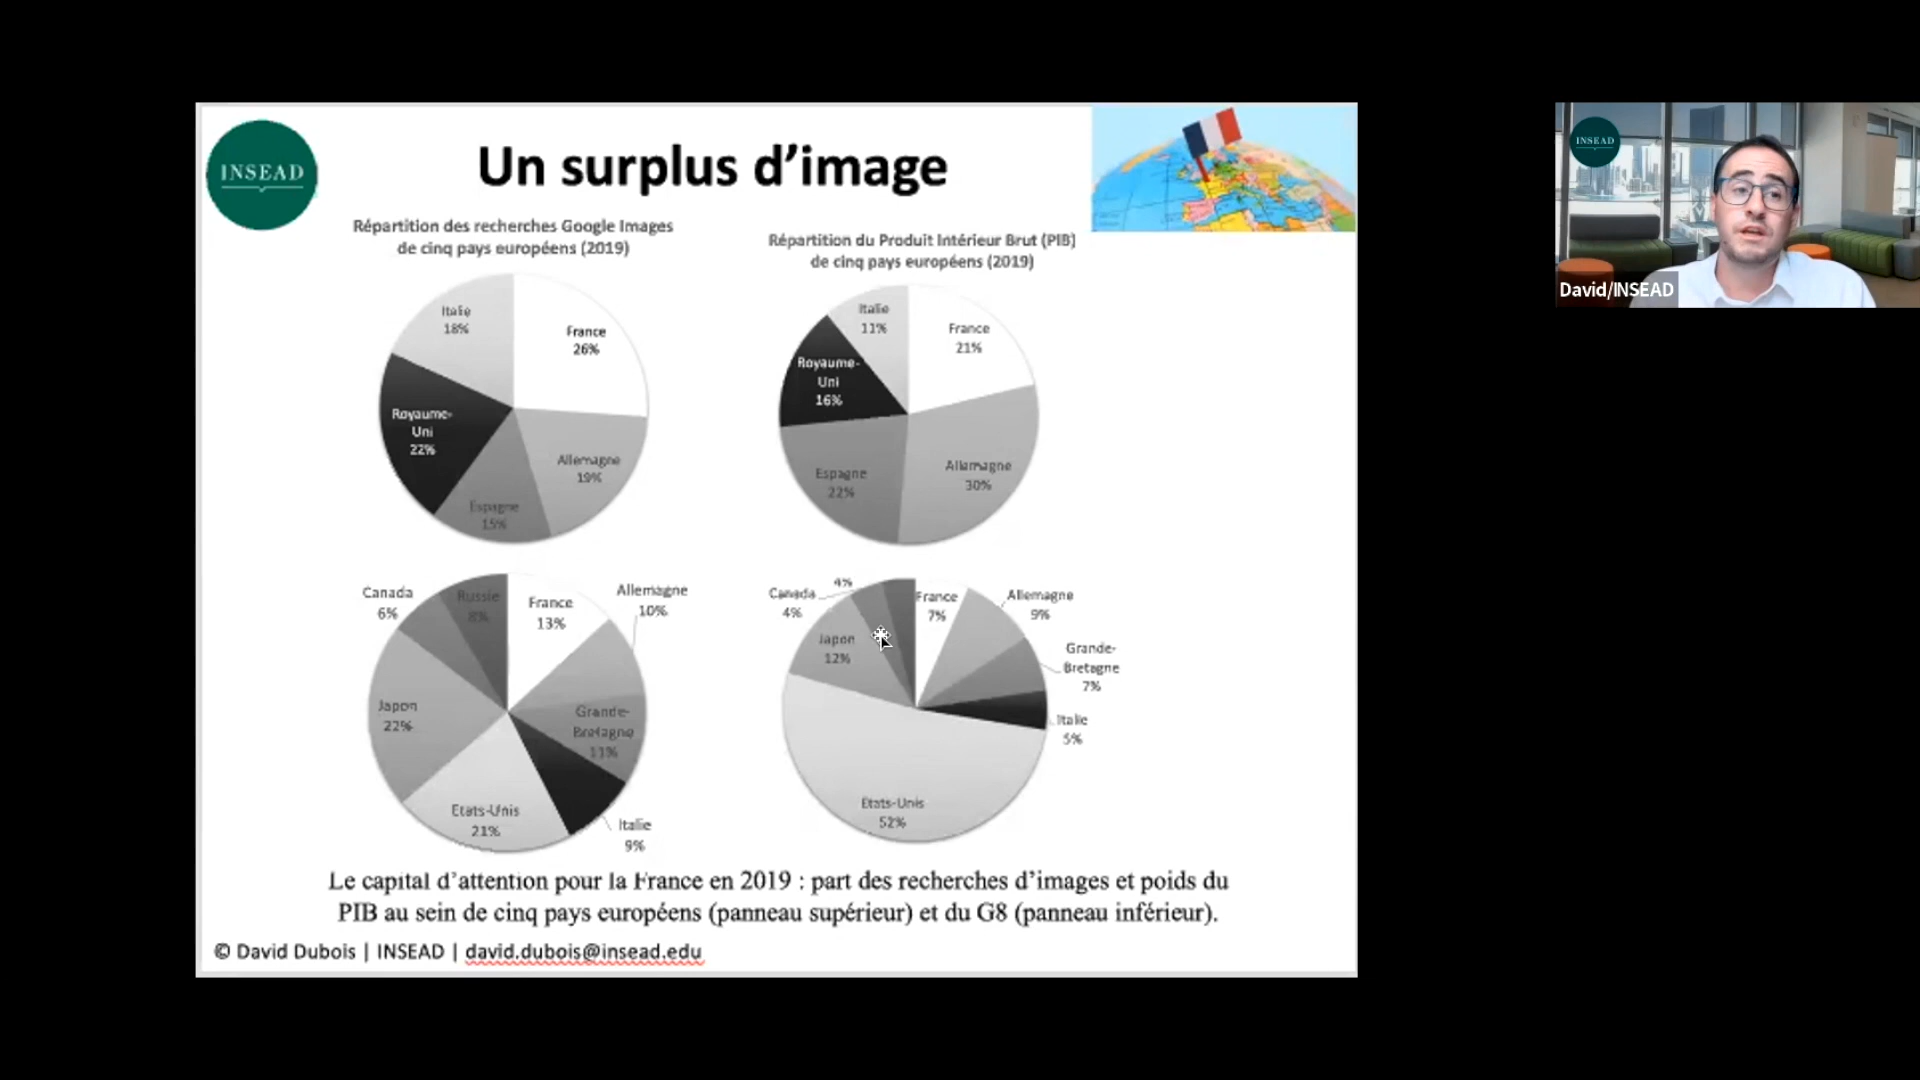 INSEAD
Un surplus d’image
Répartition des recherches Google Images
de cinq pays européens (2019)
Italie
18%
France
26%
Royaume-
Uni
22%
Allemagne
19%
Espagne
15%
Répartition du Produit Intérieur Brut (PIB)
de cinq pays européens (2019)
Italie
11%
France
21%
Royaume-
Uni
16%
Allemagne
30%
Espagne
22%
Canada
6%
Russie
8%
France
13%
Allemagne
10%
Japon
22%
Grande-
Bretagne
11%
Etats-Unis
21%
Italie
9%
4%
Canada
4%
France
7%
Allemagne
9%
Japon
12%
Grande-
Bretagne
7%
Italie
5%
Etats-Unis
52%
Le capital d’attention pour la France en 2019 : part des recherches d’images et poids du
PIB au sein de cinq pays européens (panneau supérieur) et du G8 (panneau inférieur).
© David Dubois | INSEAD | david.dubois@insead.edu
INSEAD
David/INSEAD